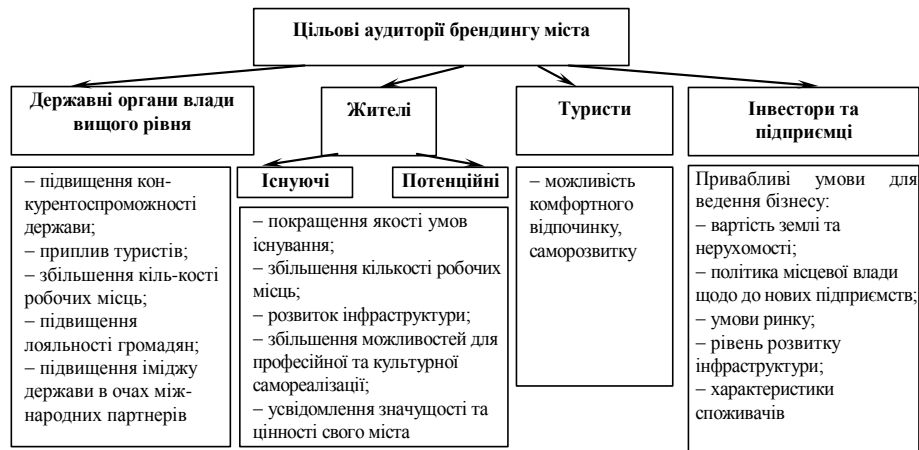 Цільові аудиторії брендингу міста
Державні органи влади
вищого рівня
Жителі
Туристи
Інвестори та
підприємці
Існуючі
Потенційні
– підвищення кон-
курентоспроможності
держави;
– приплив туристів;
– збільшення кіль-кості
робочих місць;
– підвищення
лояльності громадян;
– підвищення іміджу
держави в очах між-
народних партнерів
– покращення якості умов
існування;
– збільшення кількості робочих
місць;
– розвиток інфраструктури;
– збільшення можливостей для
професійної та культурної
самореалізації;
– усвідомлення значущості та
цінності свого міста
– можливість
комфортного
відпочинку,
саморозвитку
Привабливі умови для
ведення бізнесу:
– вартість землі та
нерухомості;
– політика місцевої влади
щодо до нових підприємств;
– умови ринку;
– рівень розвитку
інфраструктури;
– характеристики
споживачів